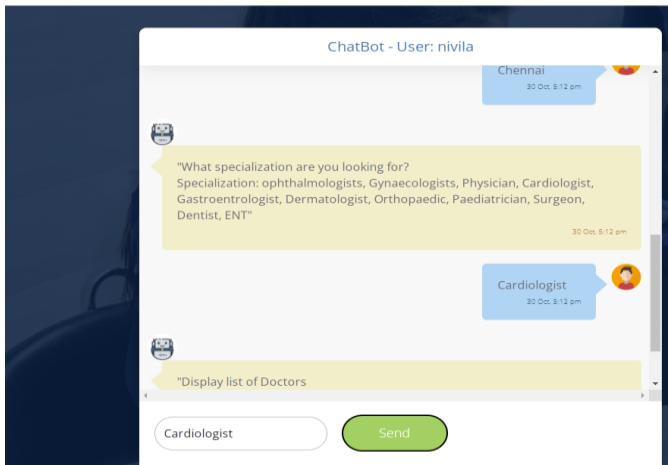 ChatBot - User: nivila
Chennai
30 Oct, 5:12 pm
"What specialization are you looking for?
Specialization: ophthalmologists, Gynaecologists, Physician, Cardiologist,
Gastroentrologist, Dermatologist, Orthopaedic, Paediatrician, Surgeon,
Dentist, ENT"
30 Oct, 5:12 pm
Cardiologist
30 Oct, 5:12 pm
"Display list of Doctors
Cardiologist
Send